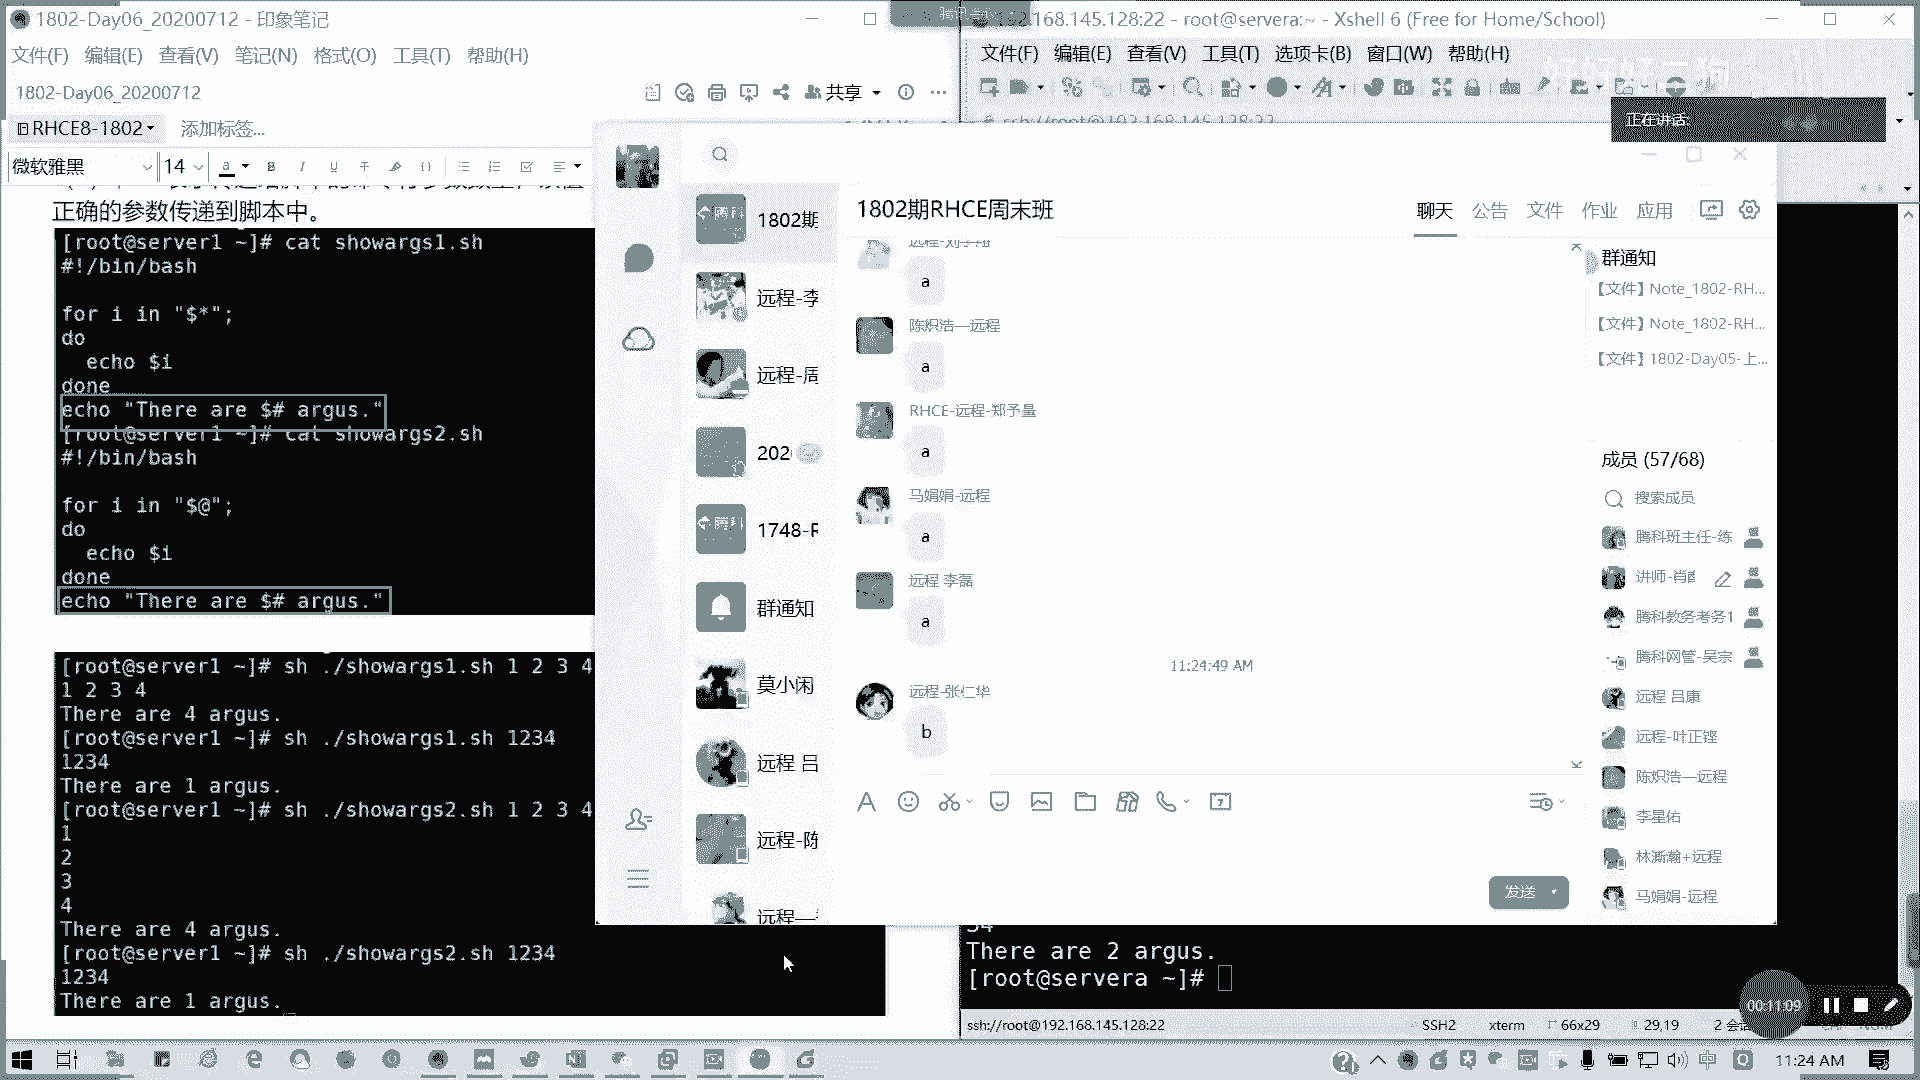 1802-Day06_20200712 - 印象笔记
文件(F) 编辑(E) 查看(V) 笔记(N) 格式(O) 工具(T) 帮助(H)
1802-Day06_20200712
共享
RHCE8-1802
添加标签...
微软雅黑 14
正确的参数传递到脚本中。
[root@server1 ~]# cat showargs1.sh
#!/bin/bash
for i in "$*";
do
echo $i
done
echo "There are $# argus."
[root@server1 ~]# cat showargs2.sh
#!/bin/bash
for i in "$@";
do
echo $i
done
echo "There are $# argus."
[root@server1 ~]# sh ./showargs1.sh 1 2 3 4
1 2 3 4
There are 4 argus.
[root@server1 ~]# sh ./showargs1.sh 1234
1234
There are 1 argus.
[root@server1 ~]# sh ./showargs2.sh 1 2 3 4
1
2
3
4
There are 4 argus.
[root@server1 ~]# sh ./showargs2.sh 1234
1234
There are 1 argus.
192.168.145.128:22 - root@servera:~ - Xshell 6 (Free for Home/School)
文件(F) 编辑(E) 查看(V) 工具(T) 选项卡(B) 窗口(W) 帮助(H)
ssh://root@192.168.145.128:22
正在讲话:
1802期
远程-李
远程-周
202
1748-R
群通知
莫小闲
远程 吕
远程-陈
1802期RHCE周末班
聊天 公告 文件 作业 应用
a
陈炽浩—远程
a
RHCE-远程-郑予量
a
马娟娟-远程
a
远程 李磊
a
11:24:49 AM
远程-张仁华
b
发送
群通知
【文件】Note_1802-RH...
【文件】Note_1802-RH...
【文件】1802-Day05-上...
成员 (57/68)
搜索成员
腾科班主任-练
讲师-肖
腾科教务考务1
腾科网管-吴宗
远程 吕康
远程-叶正铿
陈炽浩—远程
李星佑
林澌瀚+远程
马娟娟-远程
There are 2 argus.
[root@servera ~]#
00:11:09
ssh://root@192.168.145.128:22 SSH2 xterm 66x29 29,19 2 会
11:24 AM